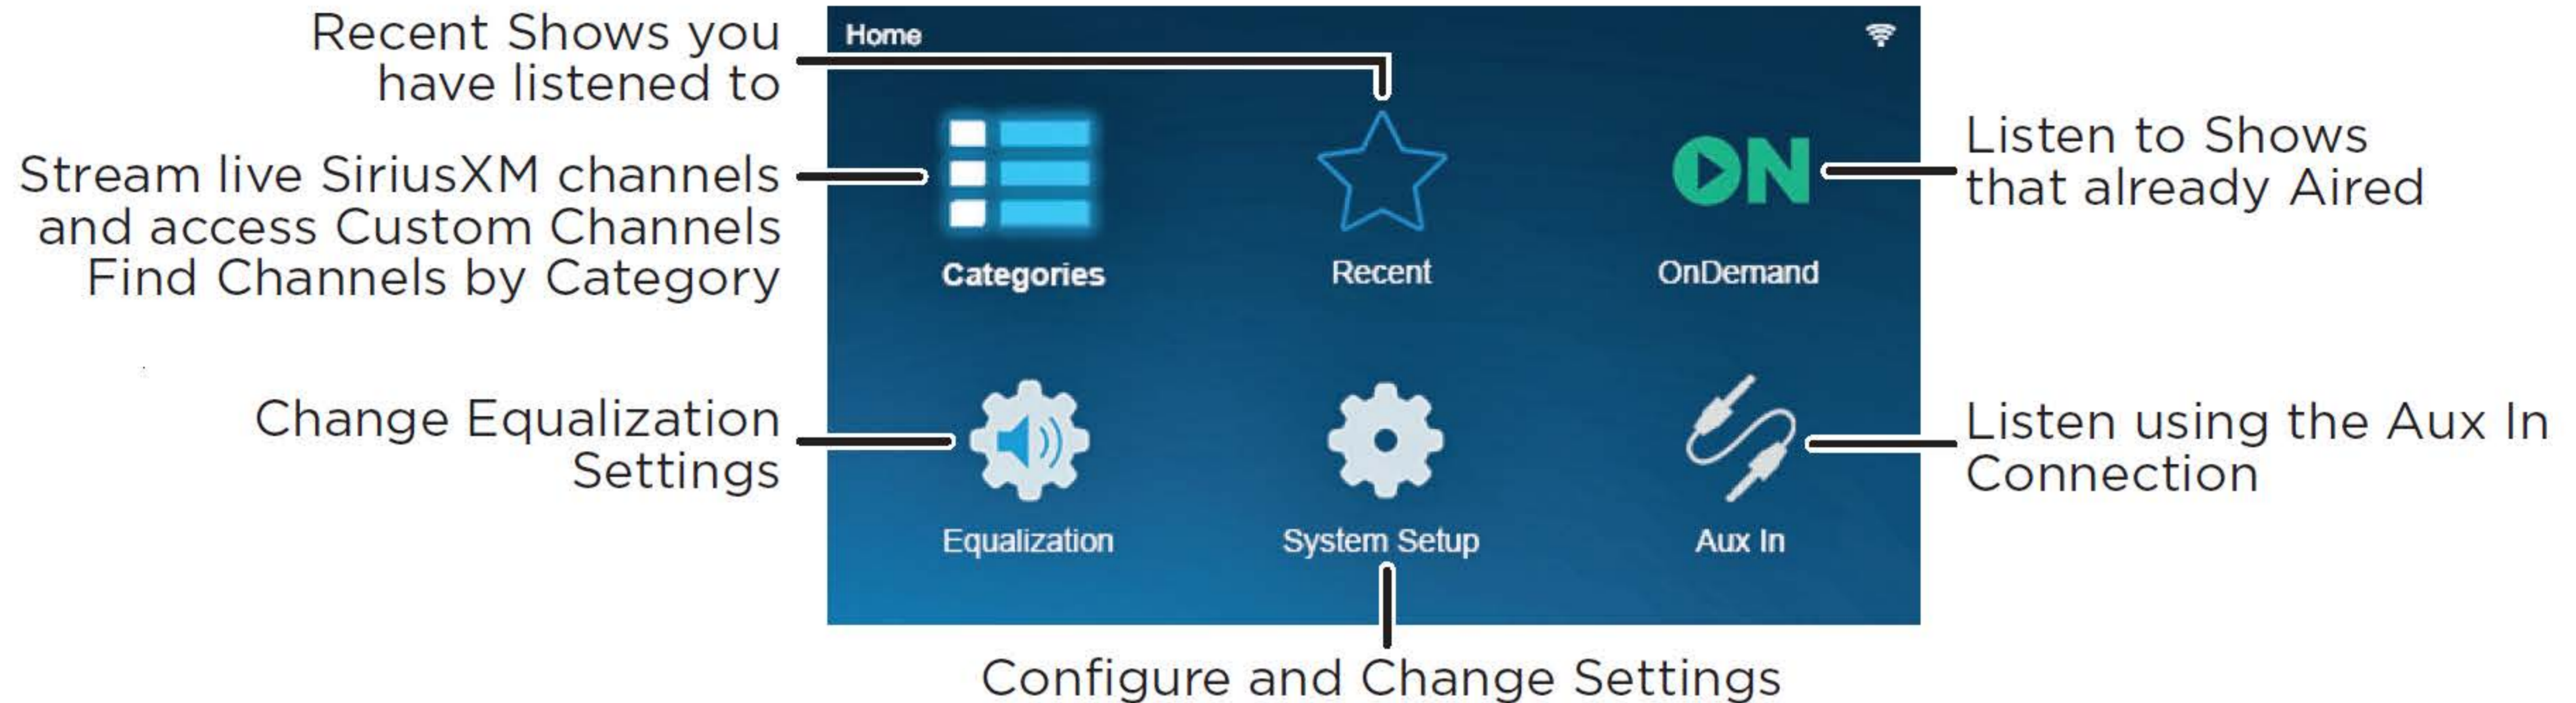 Recent Shows you
have listened to
Stream live SiriusXM channels
and access Custom Channels
Find Channels by Category
Change Equalization
Settings
Home
ON
Categories
Recent
OnDemand
Equalization
System Setup
Aux In
Listen to Shows
that already Aired
Listen using the Aux In
Connection
Configure and Change Settings